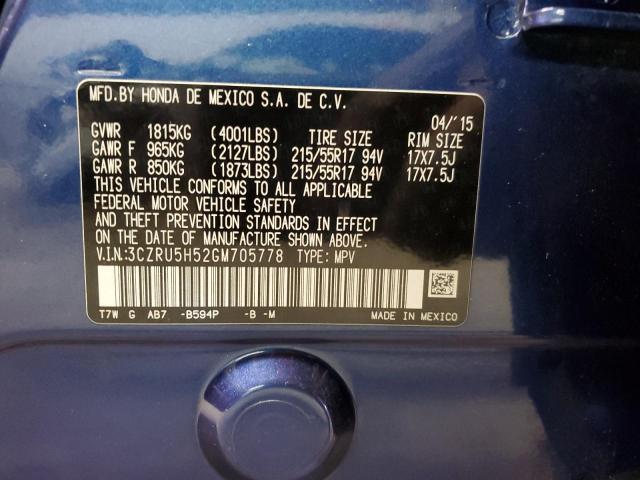 MFD.BY HONDA DE MEXICO S.A. DE C.V.
04/'15
GVWR 1815KG (4001LBS) TIRE SIZE RIM SIZE
GAWR F 965KG (2127LBS) 215/55R17 94V 17X7.5J
GAWR R 850KG (1873LBS) 215/55R17 94V 17X7.5J
THIS VEHICLE CONFORMS TO ALL APPLICABLE
FEDERAL MOTOR VEHICLE SAFETY
AND THEFT PREVENTION STANDARDS IN EFFECT
ON THE DATE OF MANUFACTURE SHOWN ABOVE.
V.I.N:3CZRU5H52GM705778 TYPE: MPV
T7W G AB7 -B594P -B -M MADE IN MEXICO